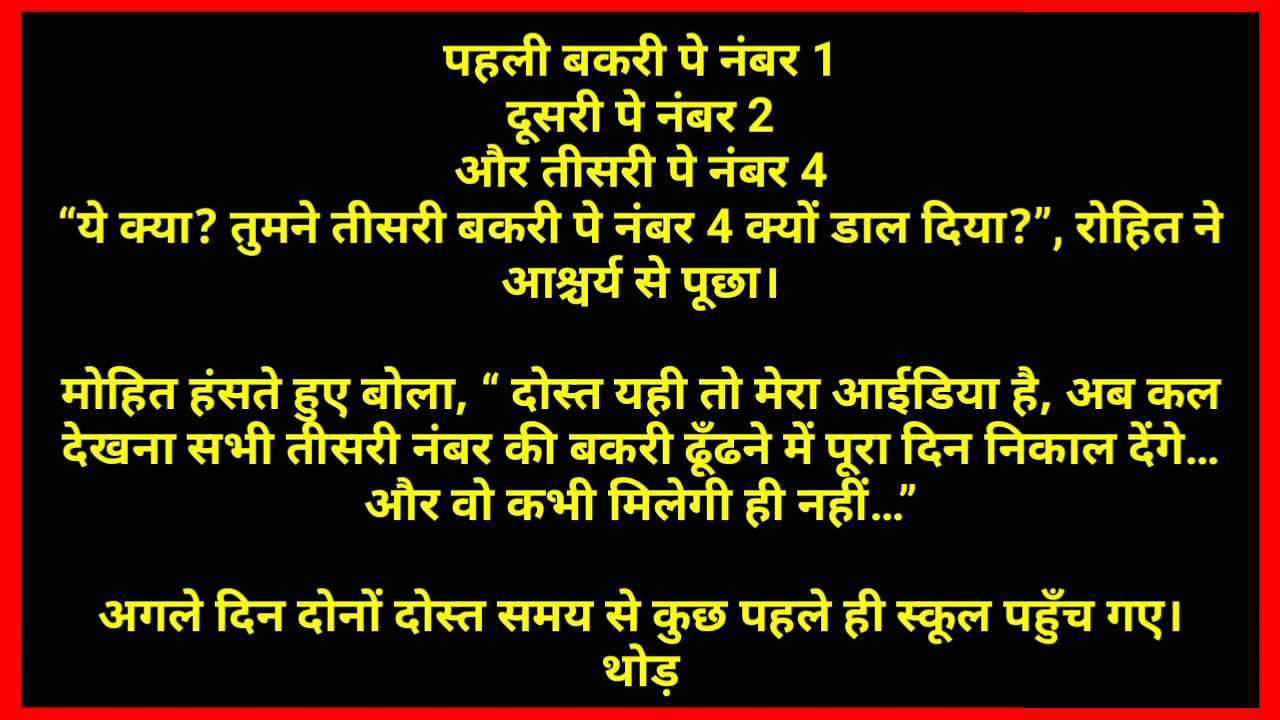 पहली बकरी पे नंबर 1
दूसरी पे नंबर 2
और तीसरी पे नंबर 4
“ये क्या? तुमने तीसरी बकरी पे नंबर 4 क्यों डाल दिया?”, रोहित ने
आश्चर्य से पूछा।
मोहित हंसते हुए बोला, “ दोस्त यही तो मेरा आईडिया है, अब कल
देखना सभी तीसरी नंबर की बकरी ढूँढने में पूरा दिन निकाल देंगे…
और वो कभी मिलेगी ही नहीं…”
अगले दिन दोनों दोस्त समय से कुछ पहले ही स्कूल पहुँच गए।
थोड़